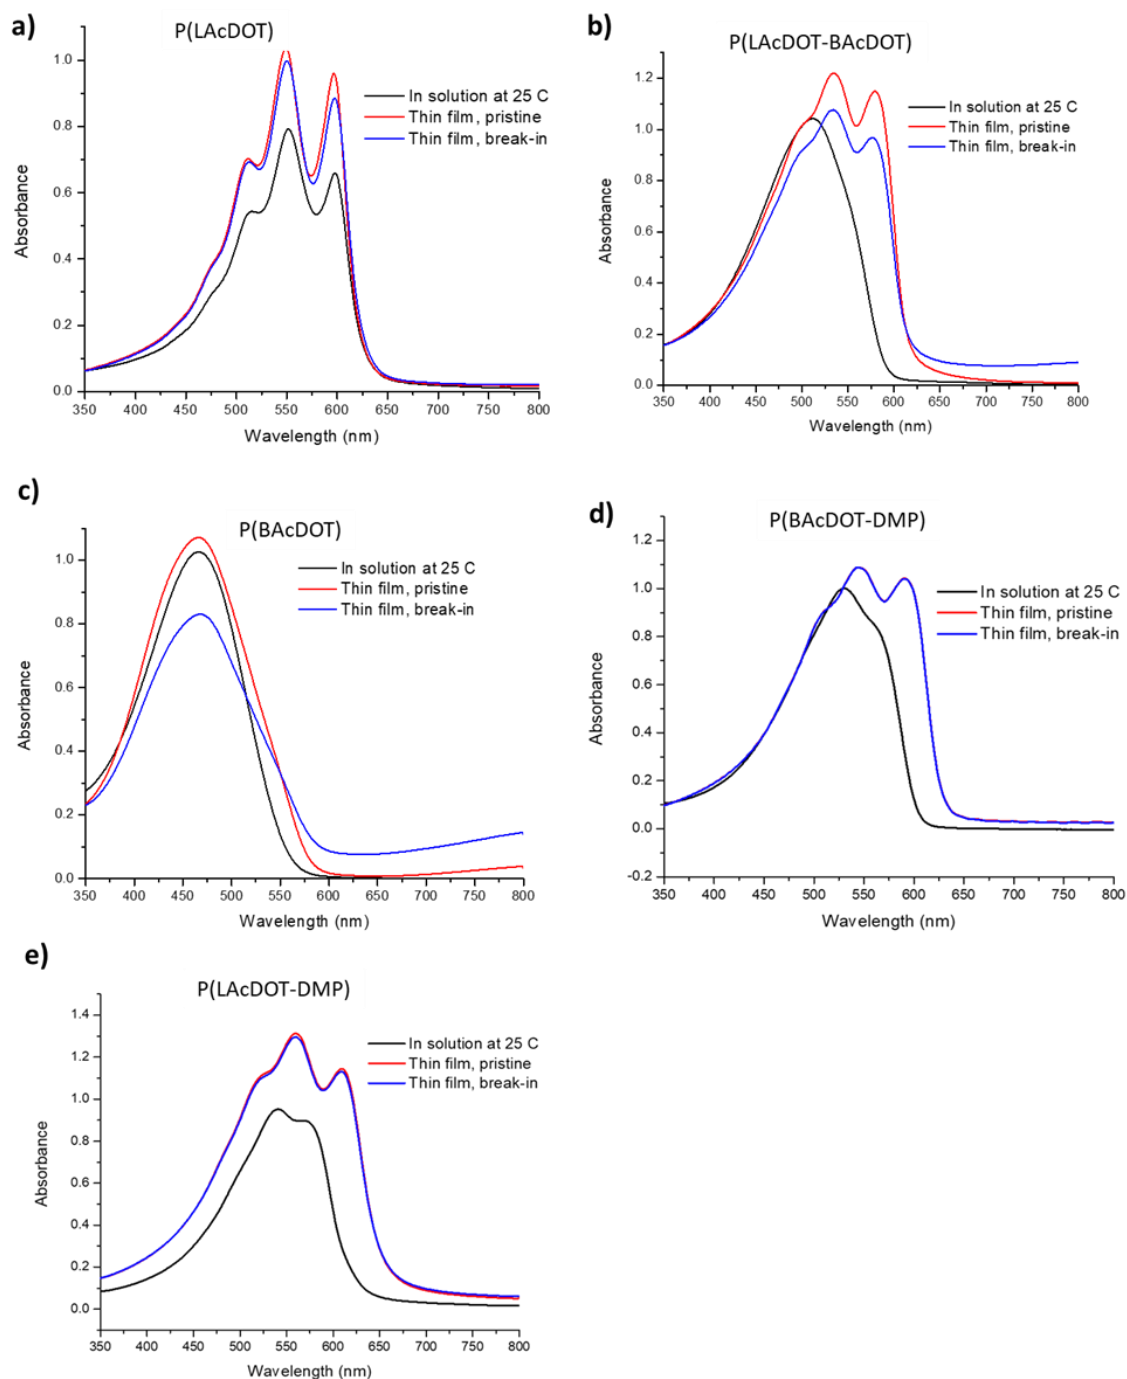 a)
P(LAcDOT)
In solution at 25 C
Thin film, pristine
Thin film, break-in
Absorbance
1.0
0.8
0.6
0.4
0.2
0.0
350 400 450 500 550 600 650 700 750 800
Wavelength (nm)
b)
P(LAcDOT-BAcDOT)
In solution at 25 C
Thin film, pristine
Thin film, break-in
Absorbance
1.2
1.0
0.8
0.6
0.4
0.2
0.0
350 400 450 500 550 600 650 700 750 800
Wavelength (nm)
c)
P(BAcDOT)
In solution at 25 C
Thin film, pristine
Thin film, break-in
Absorbance
1.0
0.8
0.6
0.4
0.2
0.0
350 400 450 500 550 600 650 700 750 800
Wavelength (nm)
d)
P(BAcDOT-DMP)
In solution at 25 C
Thin film, pristine
Thin film, break-in
Absorbance
1.2
1.0
0.8
0.6
0.4
0.2
0.0
-0.2
350 400 450 500 550 600 650 700 750 800
Wavelength (nm)
e)
P(LAcDOT-DMP)
In solution at 25 C
Thin film, pristine
Thin film, break-in
Absorbance
1.4
1.2
1.0
0.8
0.6
0.4
0.2
0.0
350 400 450 500 550 600 650 700 750 800
Wavelength (nm)